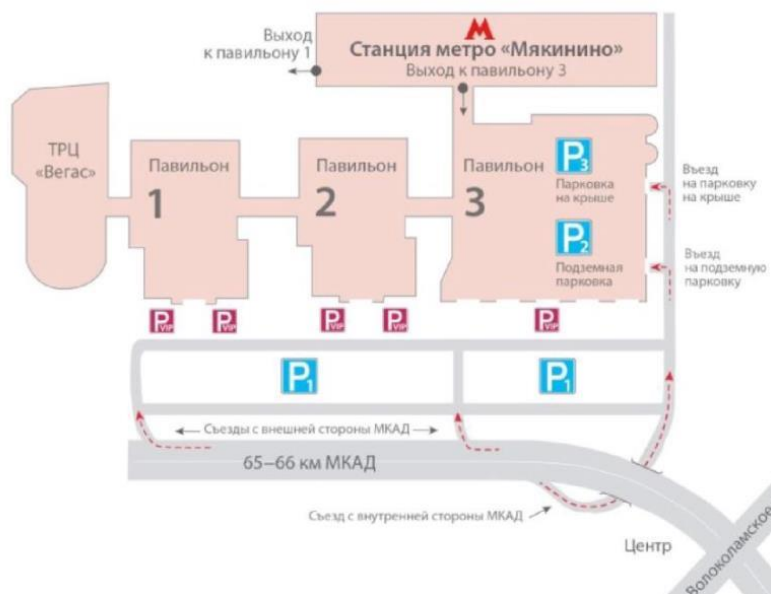 М
Выход
к павильону 1
Станция метро «Мякинино»
Выход к павильону 3
ТРЦ
«Вегас»
Павильон
1
Павильон
2
Павильон
3
P3
Парковка
на крыше
Въезд
на парковку
на крыше
P2
Подземная
парковка
Въезд
на подземную
парковку
P VIP
P VIP
P VIP
P VIP
P VIP
P1
P1
Съезды с внешней стороны МКАД
65–66 км МКАД
Съезд с внутренней стороны МКАД
Центр
Волоколамское